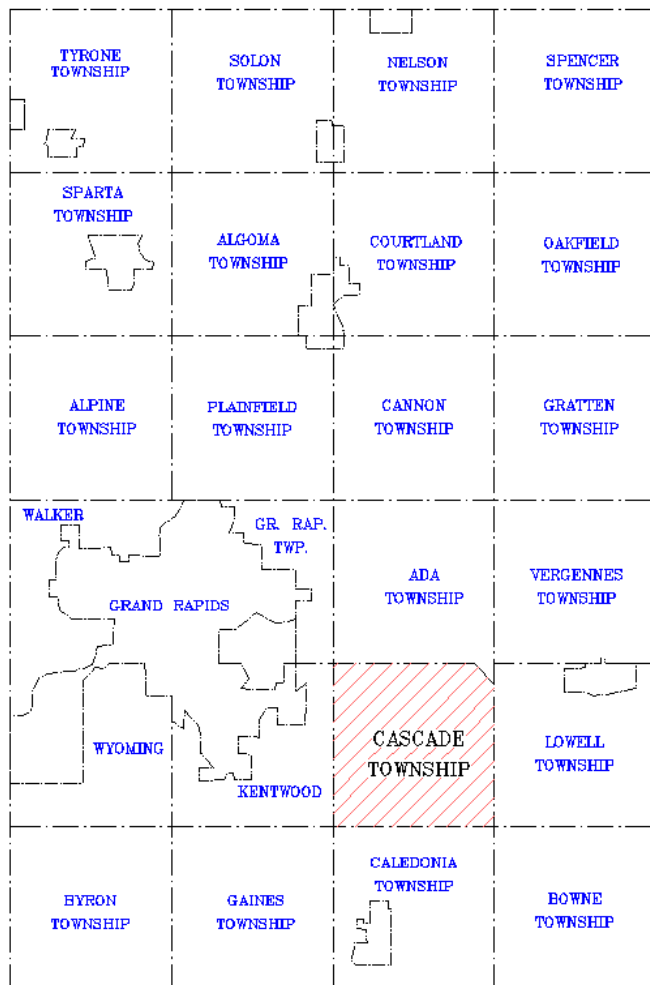 TYRONE
TOWNSHIP
SOLON
TOWNSHIP
NELSON
TOWNSHIP
SPENCER
TOWNSHIP
SPARTA
TOWNSHIP
ALGOMA
TOWNSHIP
COURTLAND
TOWNSHIP
OAKFIELD
TOWNSHIP
ALPINE
TOWNSHIP
PLAINFIELD
TOWNSHIP
CANNON
TOWNSHIP
GRATTEN
TOWNSHIP
WALKER
GR. RAP.
TWP.
GRAND RAPIDS
ADA
TOWNSHIP
VERGENNES
TOWNSHIP
WYOMING
KENTWOOD
CASCADE
TOWNSHIP
LOWELL
TOWNSHIP
BYRON
TOWNSHIP
GAINES
TOWNSHIP
CALEDONIA
TOWNSHIP
BOWNE
TOWNSHIP